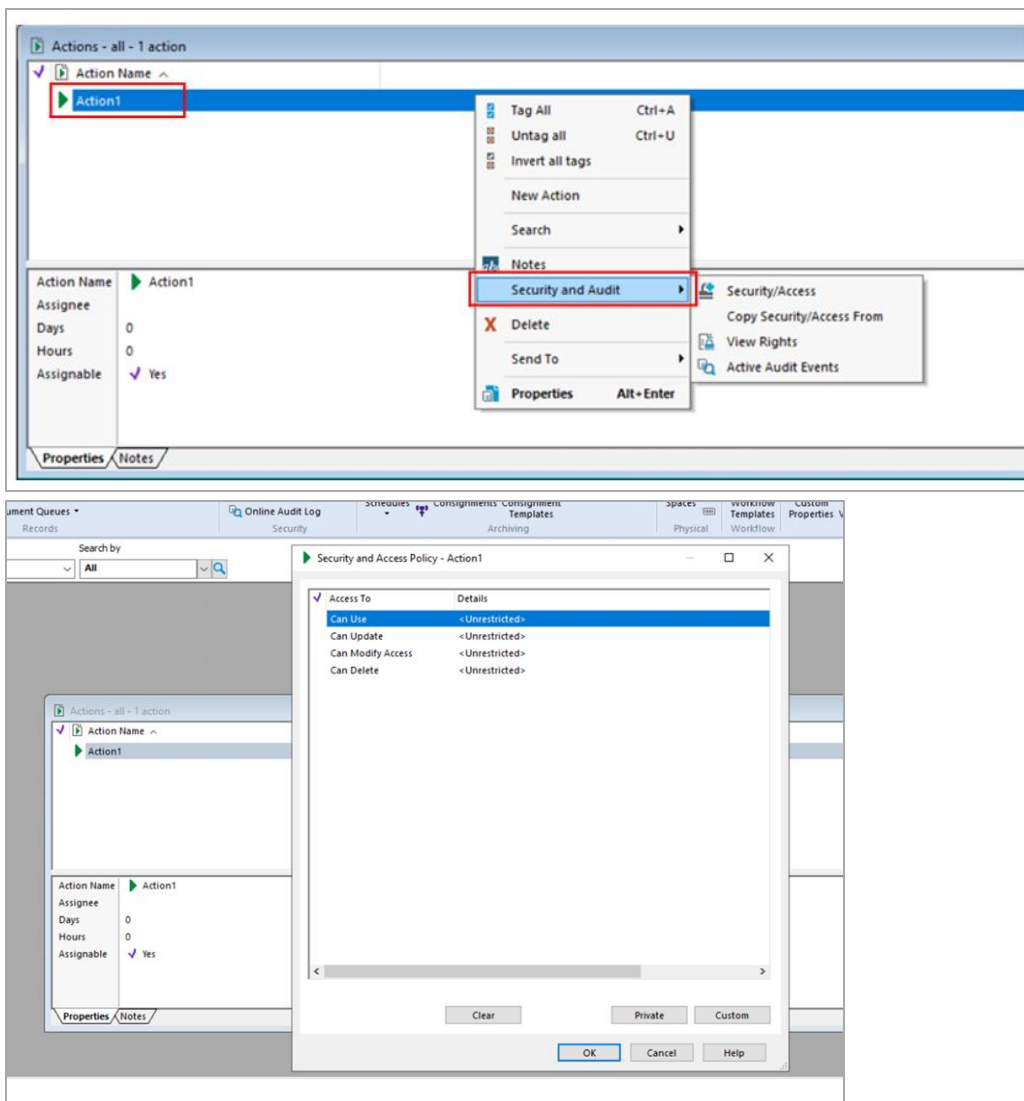 Actions - all - 1 action
Action Name
Action1
Tag All Ctrl+A
Untag all Ctrl+U
Invert all tags
New Action
Search
Notes
Security and Audit
Delete
Send To
Properties Alt+Enter
Security/Access
Copy Security/Access From
View Rights
Active Audit Events
Action Name Action1
Assignee
Days 0
Hours 0
Assignable Yes
Properties Notes
ument Queues
Records
Online Audit Log
Security
Schedules Consignments Consignment
Templates
Archiving
Spaces
Physical
Workflow
Templates
Workflow
Custom
Properties
Search by
All
Security and Access Policy - Action1
Access To Details
Can Use <Unrestricted>
Can Update <Unrestricted>
Can Modify Access <Unrestricted>
Can Delete <Unrestricted>
Clear Private Custom
OK Cancel Help
Actions - all - 1 action
Action Name
Action1
Action Name Action1
Assignee
Days 0
Hours 0
Assignable Yes
Properties Notes